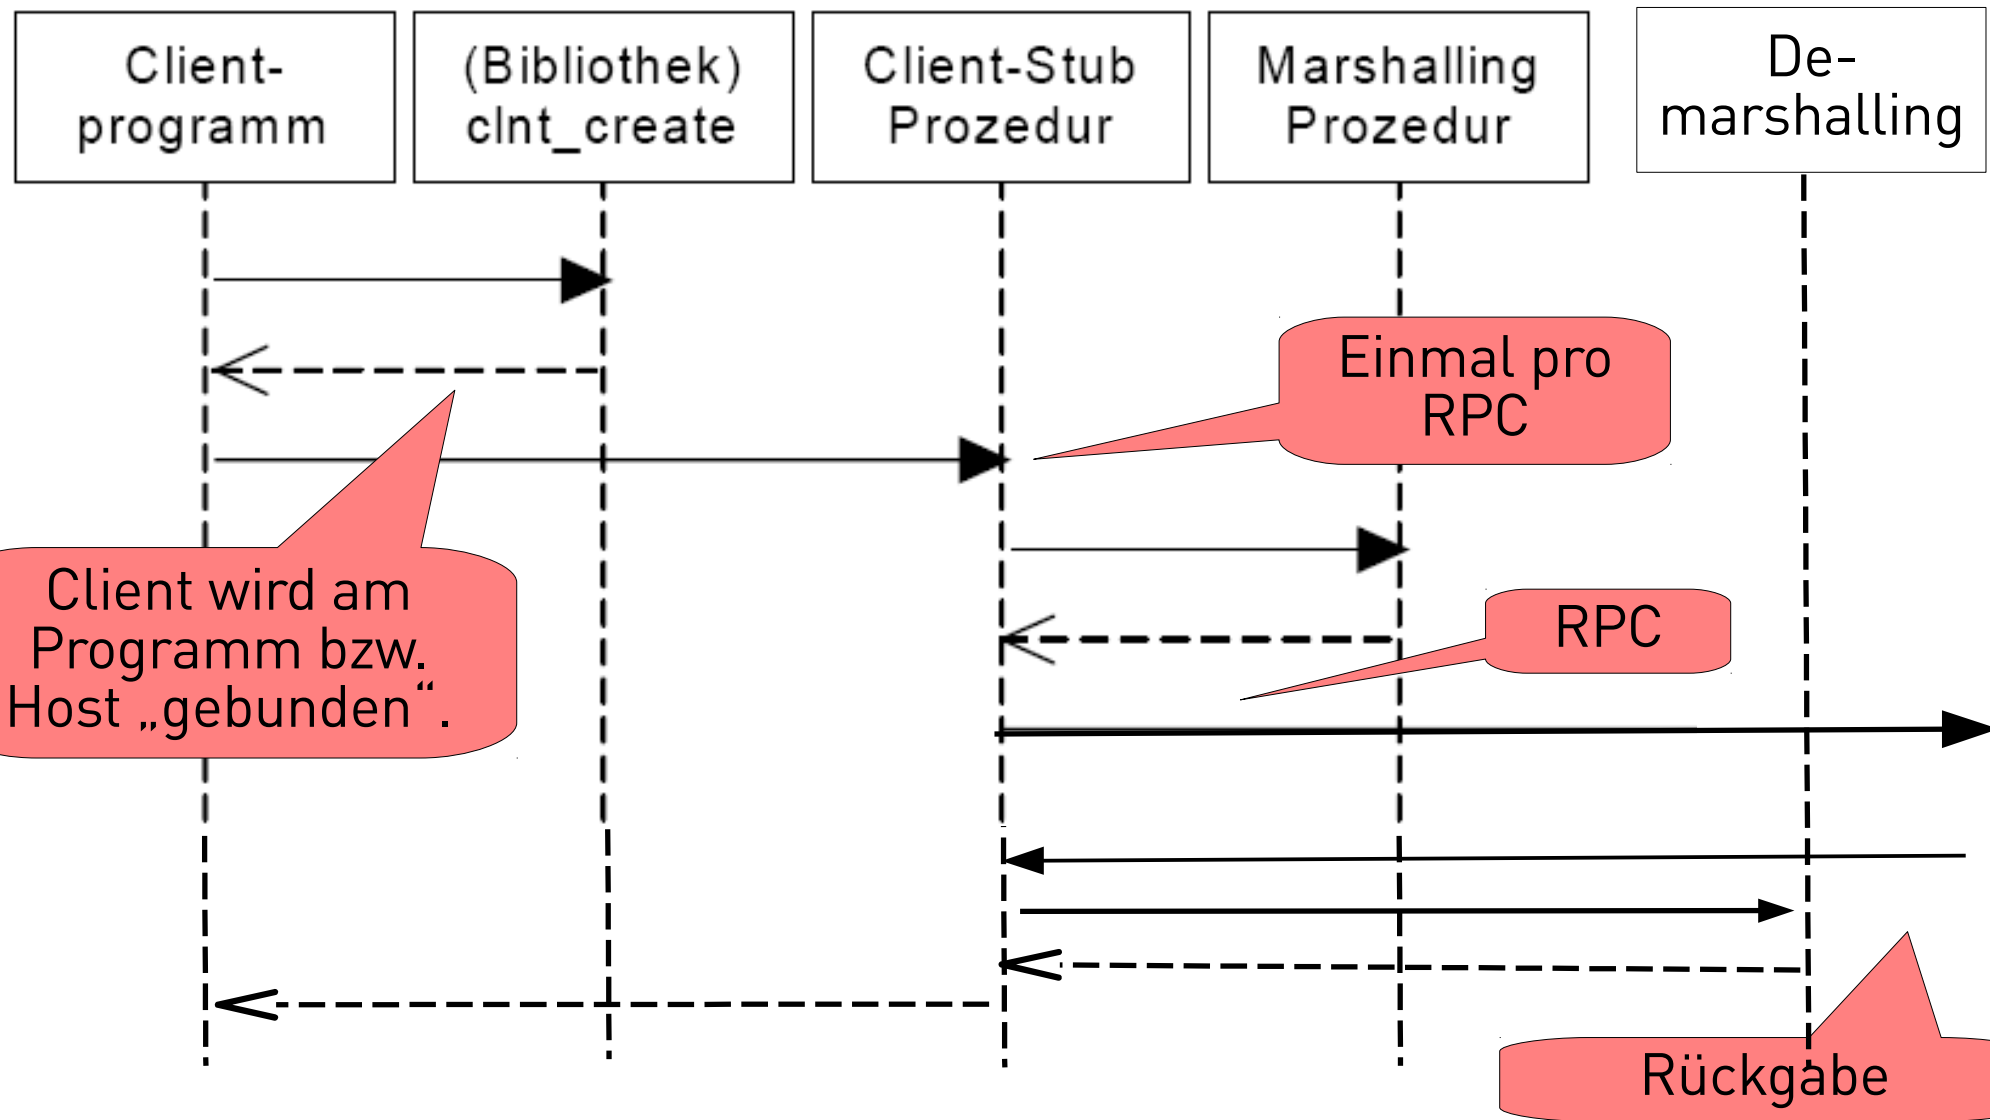 Client-
programm
(Bibliothek)
clnt_create
Client-Stub
Prozedur
Marshalling
Prozedur
De-
marshalling
Einmal pro
RPC
Client wird am
Programm bzw.
Host „gebunden“.
RPC
Rückgabe